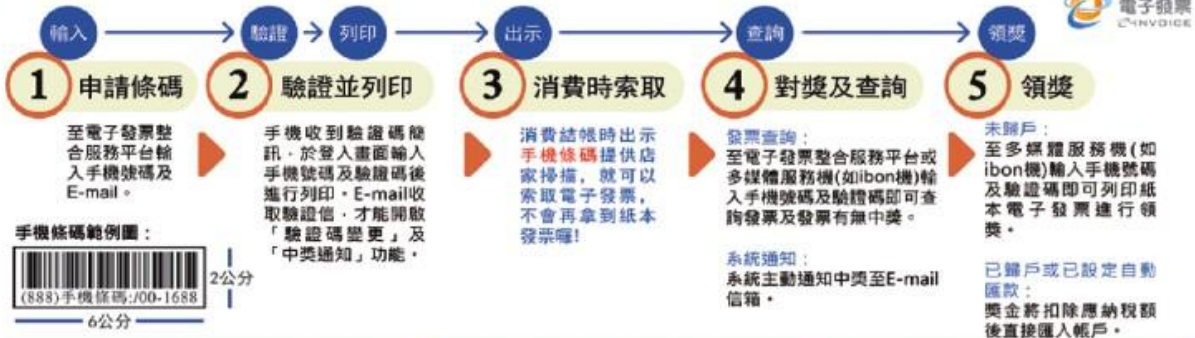 電子發票
E-INVOICE
輸入
驗證
列印
出示
查詢
領獎
1 申請條碼
至電子發票整
合服務平台輸
入手機號碼及
E-mail。
手機條碼範例圖：
(888)手機條碼:/00-1688
2公分
6公分
2 驗證並列印
手機收到驗證碼簡
訊，於登入畫面輸入
手機號碼及驗證碼後
進行列印。E-mail收
取驗證信，才能開啟
「驗證碼變更」及
「中獎通知」功能。
3 消費時索取
消費結帳時出示
手機條碼提供店
家掃描，就可以
索取電子發票，
不會再拿到紙本
發票囉!
4 對獎及查詢
發票查詢：
至電子發票整合服務平台或
多媒體服務機(如ibon機)輸
入手機號碼及驗證碼即可查
詢發票及發票有無中獎。
系統通知：
系統主動通知中獎至E-mail
信箱。
5 領獎
未歸戶：
至多媒體服務機(如
ibon機)輸入手機號碼
及驗證碼即可列印紙
本電子發票進行領
獎。
已歸戶或已設定自動
匯款：
獎金將扣除應納稅額
後直接匯入帳戶。